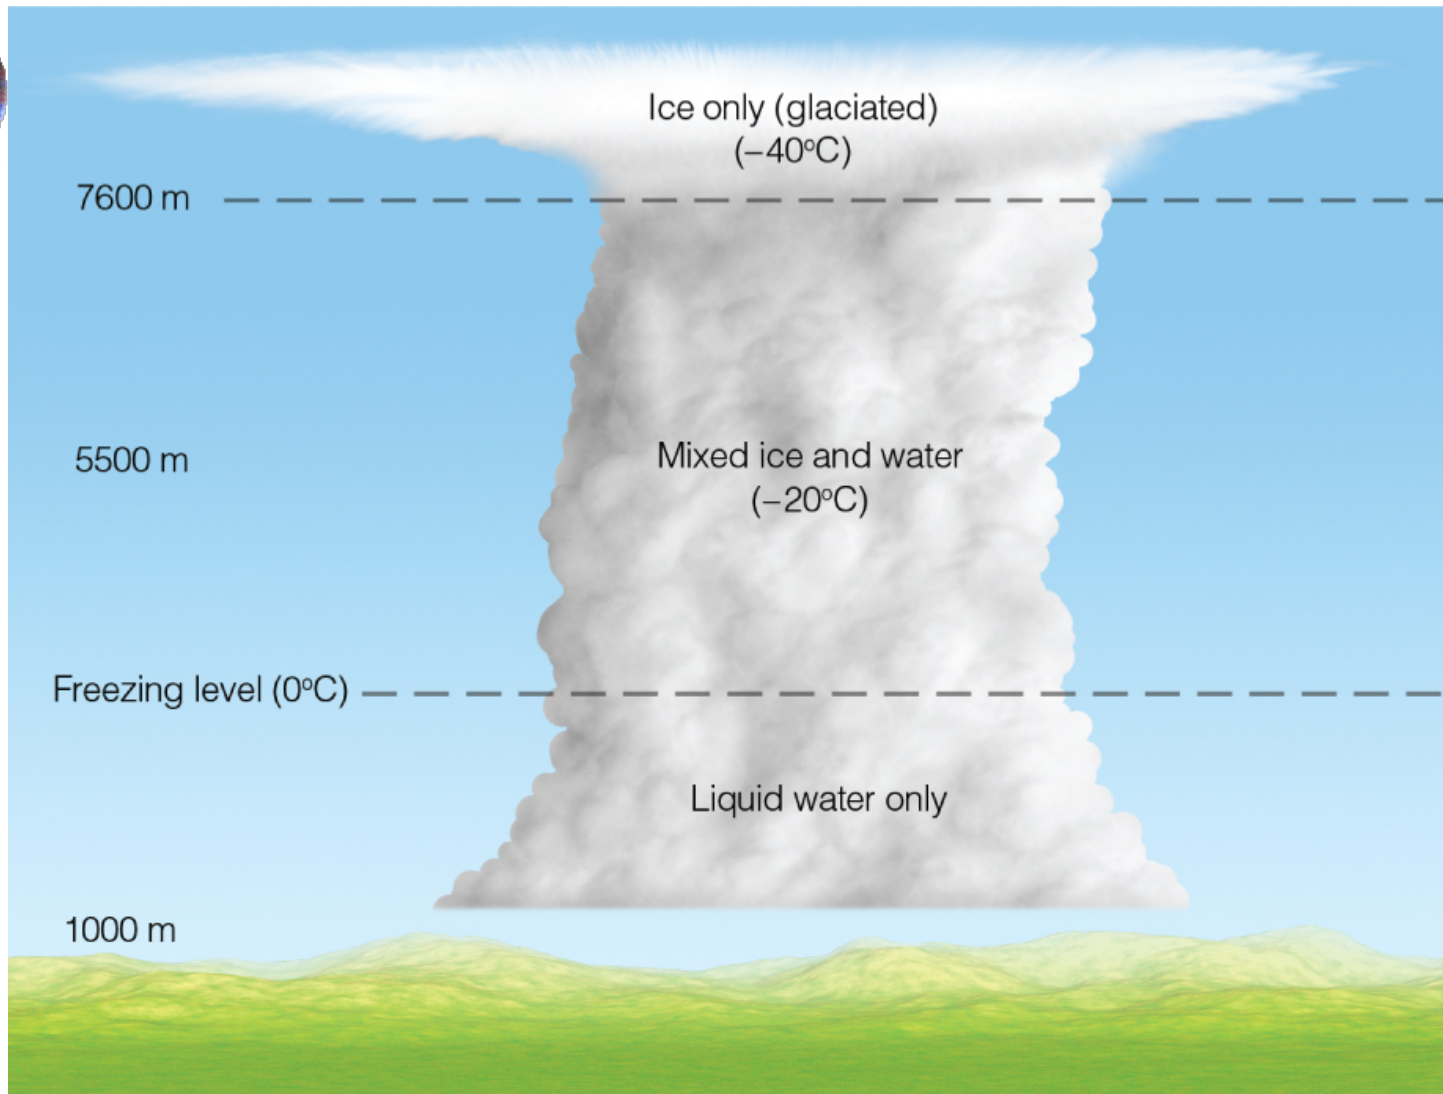 Ice only (glaciated)
(–40°C)
7600 m
5500 m
Mixed ice and water
(–20°C)
Freezing level (0°C)
Liquid water only
1000 m